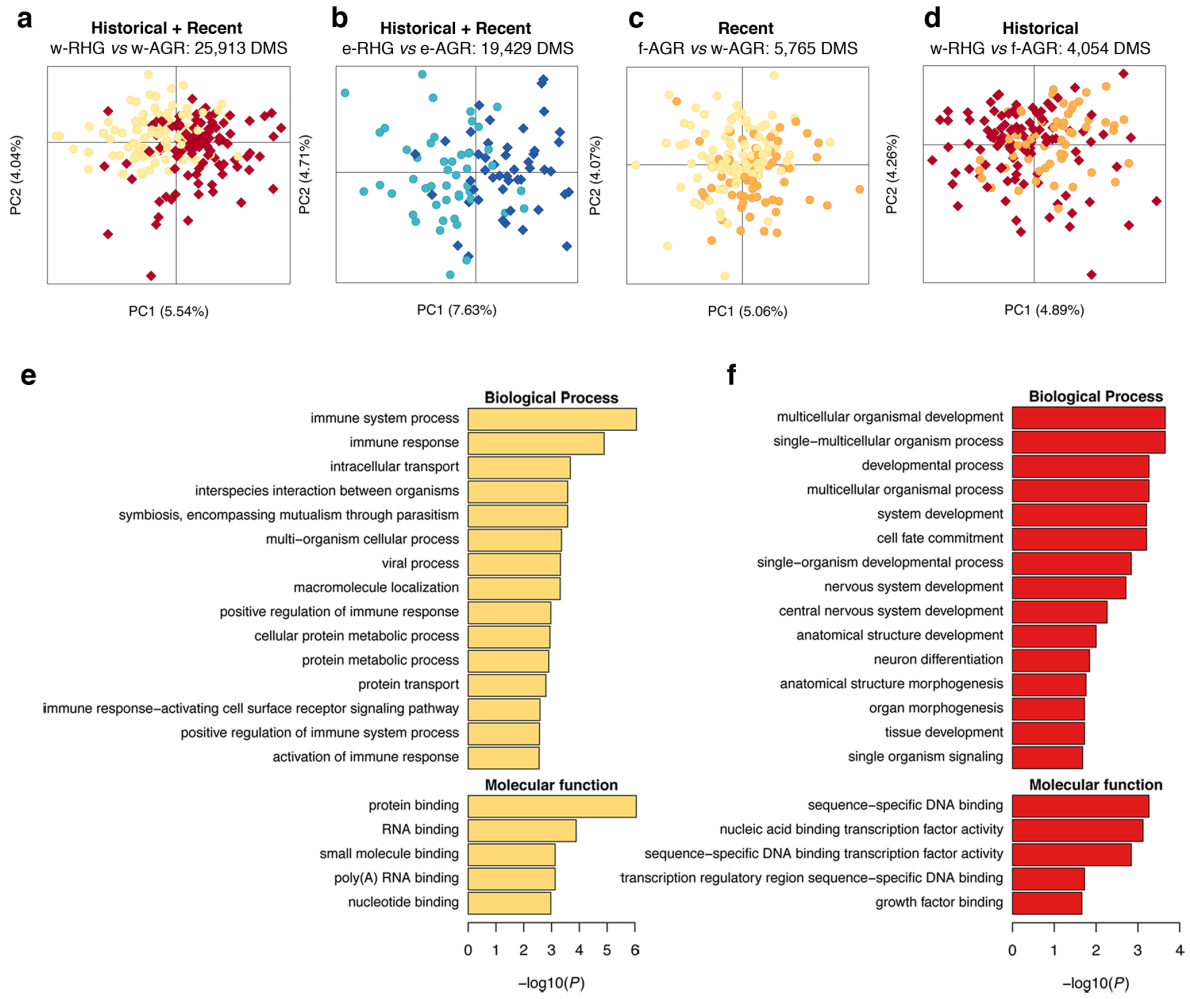 a
Historical + Recent
w-RHG vs w-AGR: 25,913 DMS
PC2 (4.04%)
PC1 (5.54%)
b
Historical + Recent
e-RHG vs e-AGR: 19,429 DMS
PC2 (4.71%)
PC1 (7.63%)
c
Recent
f-AGR vs w-AGR: 5,765 DMS
PC2 (4.07%)
PC1 (5.06%)
d
Historical
w-RHG vs f-AGR: 4,054 DMS
PC2 (4.26%)
PC1 (4.89%)
e
Biological Process
immune system process
immune response
intracellular transport
interspecies interaction between organisms
symbiosis, encompassing mutualism through parasitism
multi−organism cellular process
viral process
macromolecule localization
positive regulation of immune response
cellular protein metabolic process
protein metabolic process
protein transport
immune response−activating cell surface receptor signaling pathway
positive regulation of immune system process
activation of immune response
Molecular function
protein binding
RNA binding
small molecule binding
poly(A) RNA binding
nucleotide binding
0 1 2 3 4 5 6
−log10(P)
f
Biological Process
multicellular organismal development
single−multicellular organism process
developmental process
multicellular organismal process
system development
cell fate commitment
single−organism developmental process
nervous system development
central nervous system development
anatomical structure development
neuron differentiation
anatomical structure morphogenesis
organ morphogenesis
tissue development
single organism signaling
Molecular function
sequence−specific DNA binding
nucleic acid binding transcription factor activity
sequence−specific DNA binding transcription factor activity
transcription regulatory region sequence−specific DNA binding
growth factor binding
0 1 2 3 4
−log10(P)